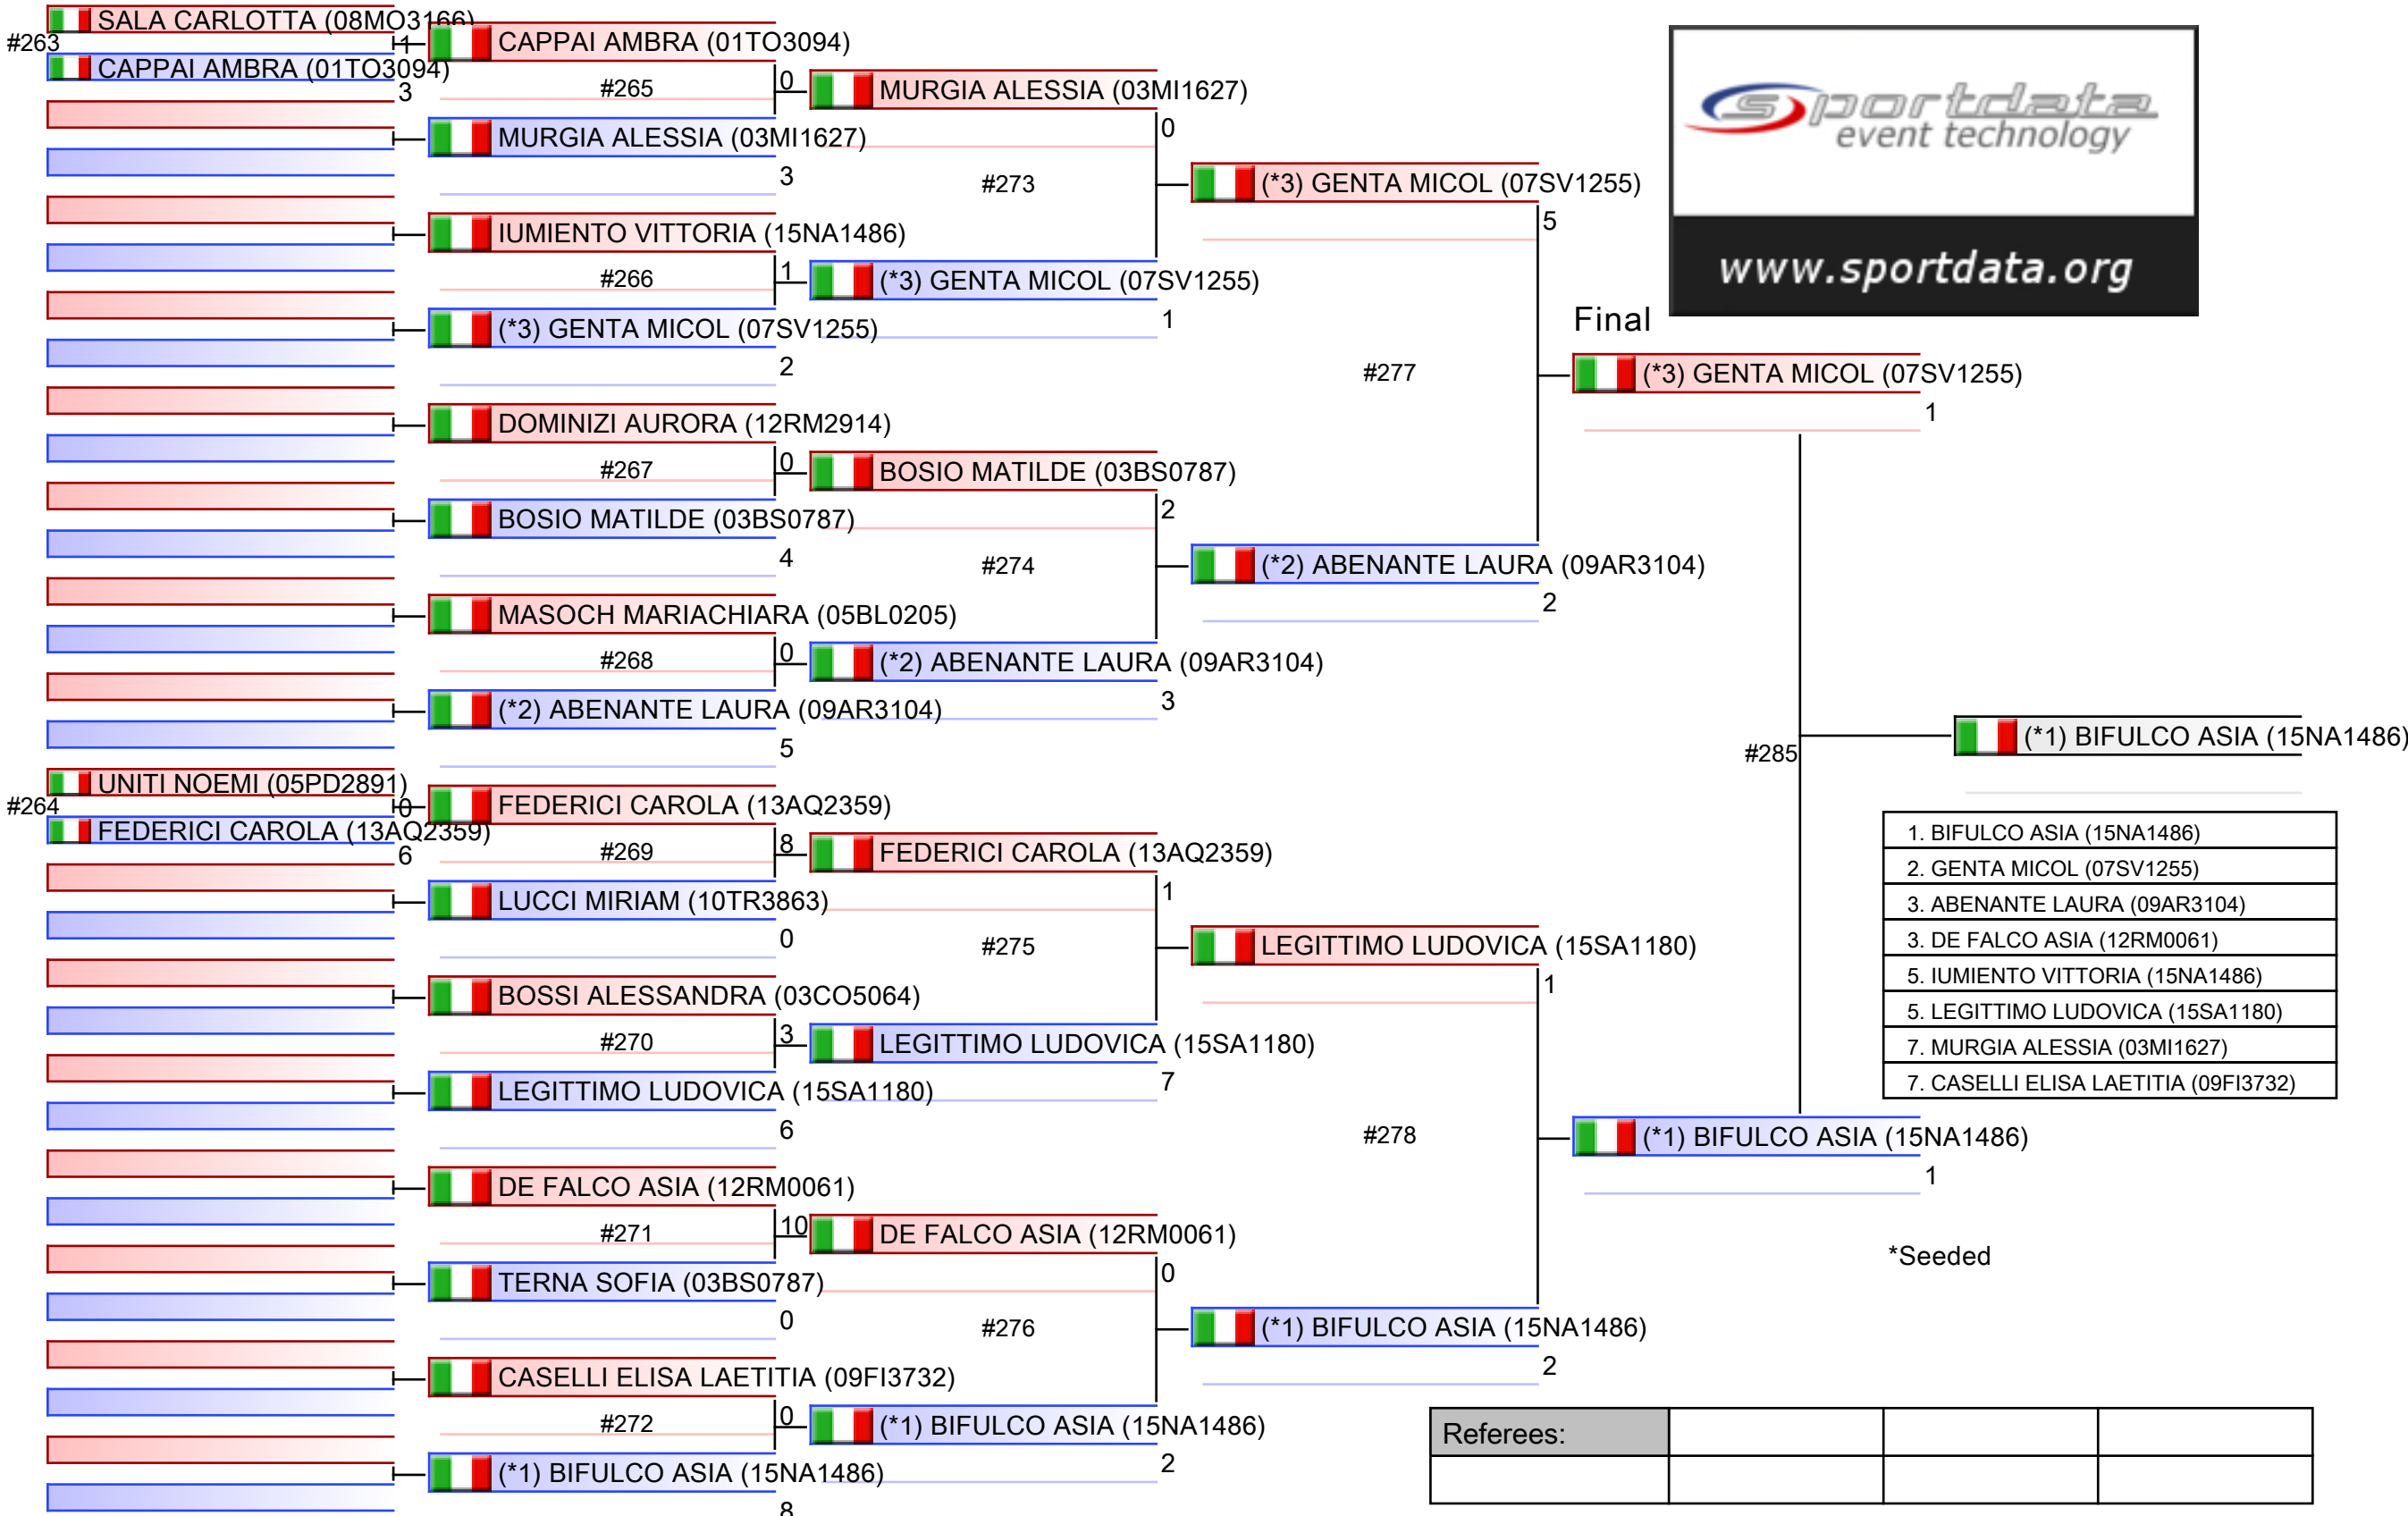 SALA CARLOTTA (08MO3166)
#263
1
CAPPAI AMBRA (01TO3094)
3
CAPPAI AMBRA (01TO3094)
#265
0
MURGIA ALESSIA (03MI1627)
3
IUMIENTO VITTORIA (15NA1486)
#266
1
(*3) GENTA MICOL (07SV1255)
2
DOMINIZI AURORA (12RM2914)
#267
0
BOSIO MATILDE (03BS0787)
4
MASOCH MARIACHIARA (05BL0205)
#268
0
(*2) ABENANTE LAURA (09AR3104)
5
UNITI NOEMI (05PD2891)
#264
0
FEDERICI CAROLA (13AQ2359)
6
FEDERICI CAROLA (13AQ2359)
#269
8
LUCCI MIRIAM (10TR3863)
0
BOSSI ALESSANDRA (03CO5064)
#270
3
LEGITTIMO LUDOVICA (15SA1180)
6
DE FALCO ASIA (12RM0061)
#271
10
TERNA SOFIA (03BS0787)
0
CASELLI ELISA LAETITIA (09FI3732)
#272
0
(*1) BIFULCO ASIA (15NA1486)
8
MURGIA ALESSIA (03MI1627)
0
#273
(*3) GENTA MICOL (07SV1255)
1
BOSIO MATILDE (03BS0787)
2
#274
(*2) ABENANTE LAURA (09AR3104)
3
FEDERICI CAROLA (13AQ2359)
1
#275
LEGITTIMO LUDOVICA (15SA1180)
7
DE FALCO ASIA (12RM0061)
0
#276
(*1) BIFULCO ASIA (15NA1486)
2
(*3) GENTA MICOL (07SV1255)
5
#277
(*2) ABENANTE LAURA (09AR3104)
2
LEGITTIMO LUDOVICA (15SA1180)
1
#278
(*1) BIFULCO ASIA (15NA1486)
2
sportdata
event technology
www.sportdata.org
Final
(*3) GENTA MICOL (07SV1255)
1
#285
(*1) BIFULCO ASIA (15NA1486)
1
(*1) BIFULCO ASIA (15NA1486)
1. BIFULCO ASIA (15NA1486)
2. GENTA MICOL (07SV1255)
3. ABENANTE LAURA (09AR3104)
3. DE FALCO ASIA (12RM0061)
5. IUMIENTO VITTORIA (15NA1486)
5. LEGITTIMO LUDOVICA (15SA1180)
7. MURGIA ALESSIA (03MI1627)
7. CASELLI ELISA LAETITIA (09FI3732)
*Seeded
Referees: